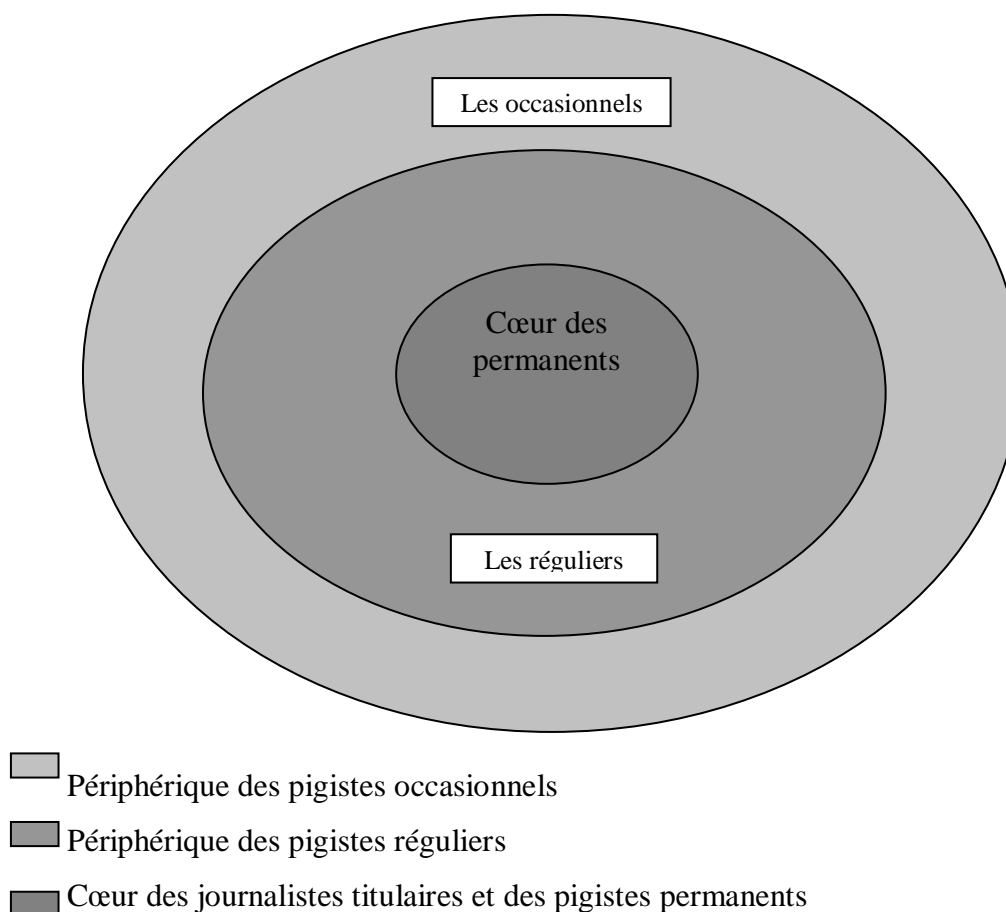 Les occasionnels
Cœur des
permanents
Les réguliers
Périphérique des pigistes occasionnels
Périphérique des pigistes réguliers
Cœur des journalistes titulaires et des pigistes permanents